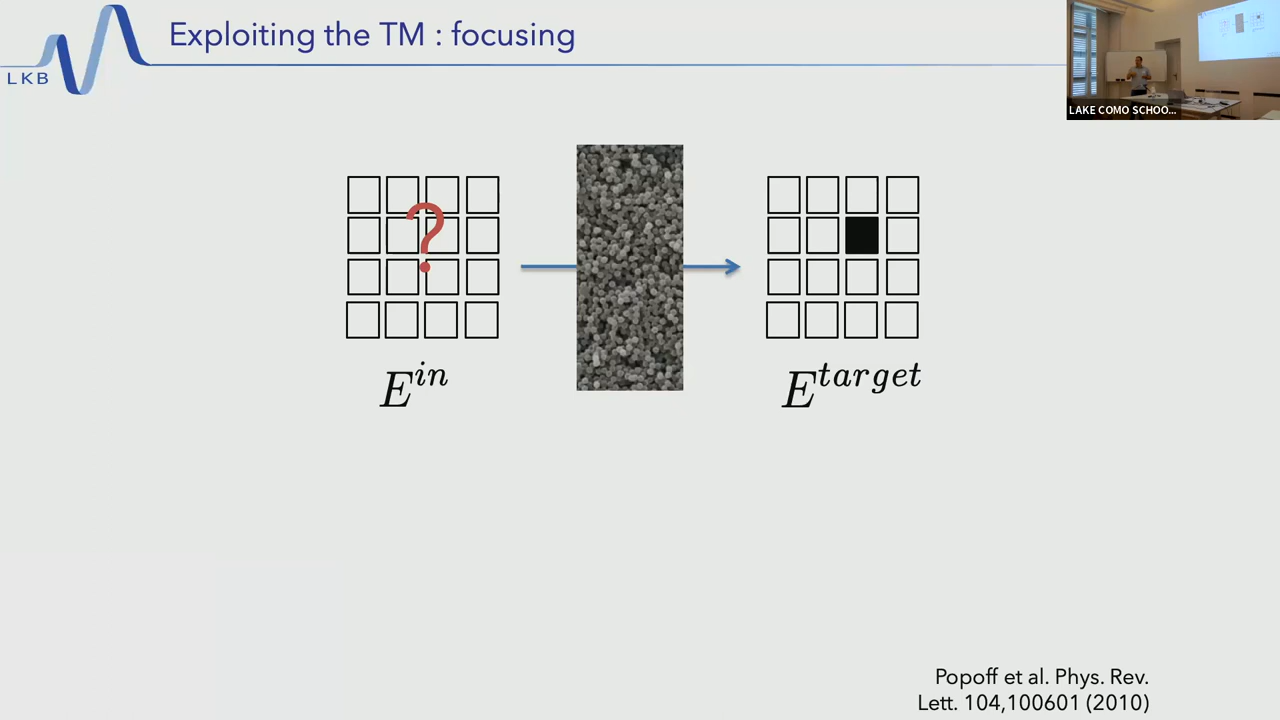 Exploiting the TM : focusing
LKB
LAKE COMO SCHOO...
?
E^{in}
E^{target}
Popoff et al. Phys. Rev.
Lett. 104,100601 (2010)